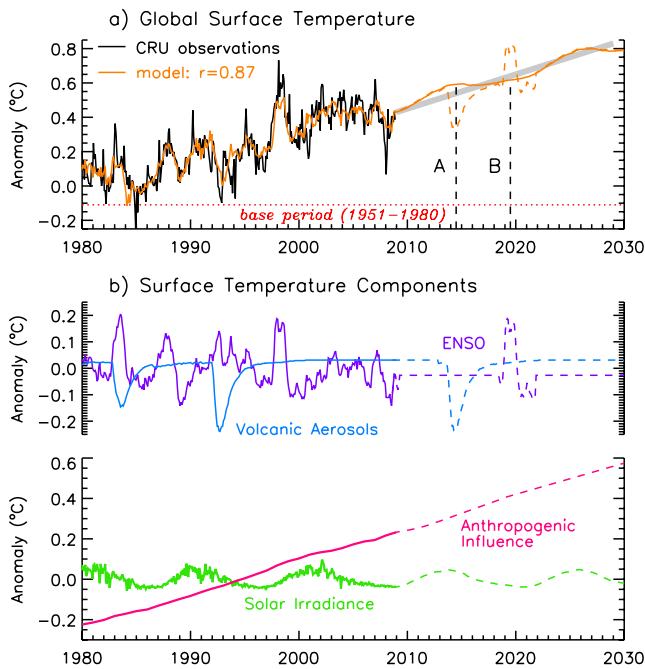 a) Global Surface Temperature
CRU observations
model: r=0.87
Anomaly (°C)
0.8
0.6
0.4
0.2
0.0
-0.2
A
B
base period (1951-1980)
1980
1990
2000
2010
2020
2030
b) Surface Temperature Components
Anomaly (°C)
0.2
0.1
0.0
-0.1
-0.2
ENSO
Volcanic Aerosols
Anomaly (°C)
0.6
0.4
0.2
0.0
-0.2
Anthropogenic
Influence
Solar Irradiance
1980
1990
2000
2010
2020
2030